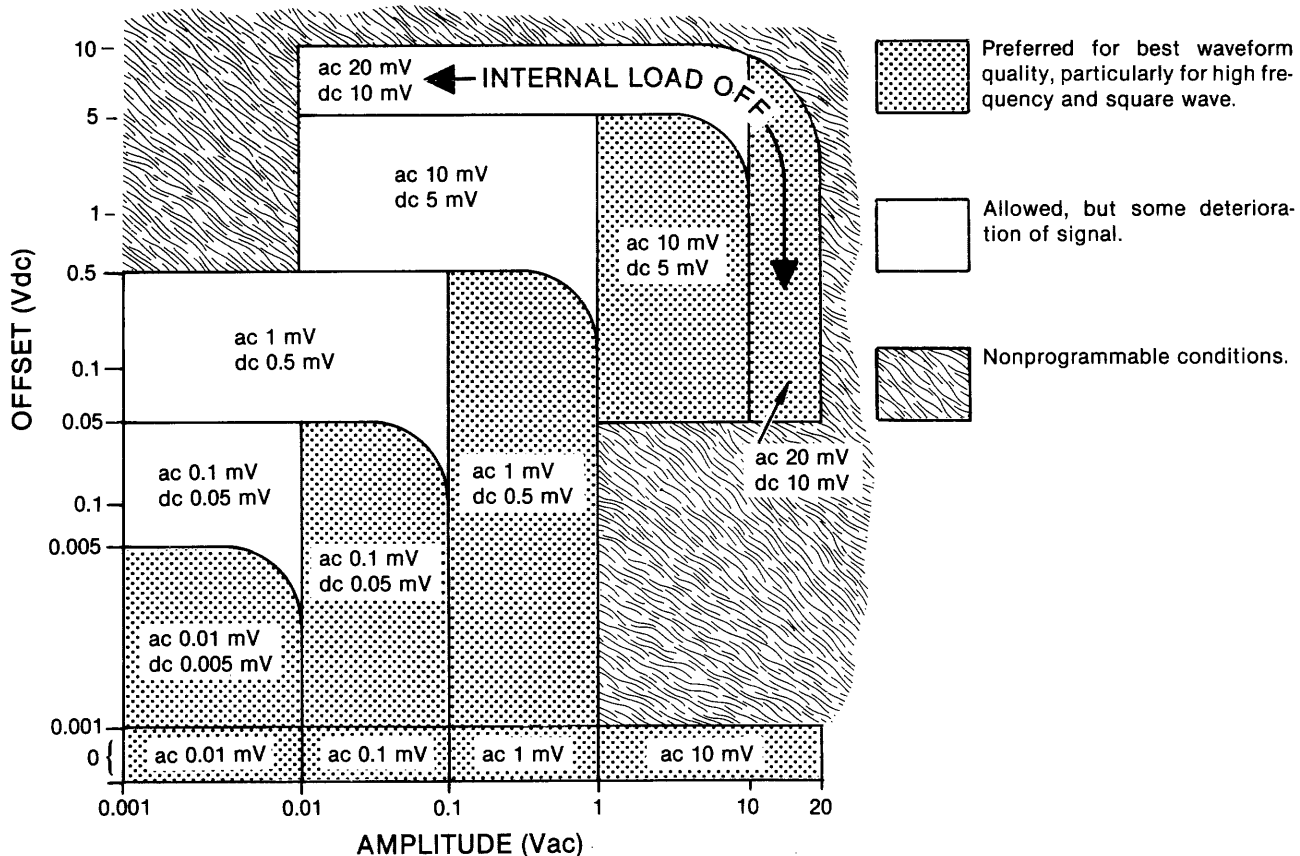 10
5
1
0.5
0.1
0.05
0.1
0.005
0.001
0 {
OFFSET (Vdc)
ac 20 mV
dc 10 mV
INTERNAL LOAD OFF
ac 10 mV
dc 5 mV
ac 10 mV
dc 5 mV
ac 1 mV
dc 0.5 mV
ac 0.1 mV
dc 0.05 mV
ac 1 mV
dc 0.5 mV
ac 20 mV
dc 10 mV
ac 0.1 mV
dc 0.05 mV
ac 0.01 mV
dc 0.005 mV
ac 0.01 mV
ac 0.1 mV
ac 1 mV
ac 10 mV
0.001
0.01
0.1
1
10
20
AMPLITUDE (Vac)
Preferred for best waveform
quality, particularly for high fre-
quency and square wave.
Allowed, but some deteriora-
tion of signal.
Nonprogrammable conditions.